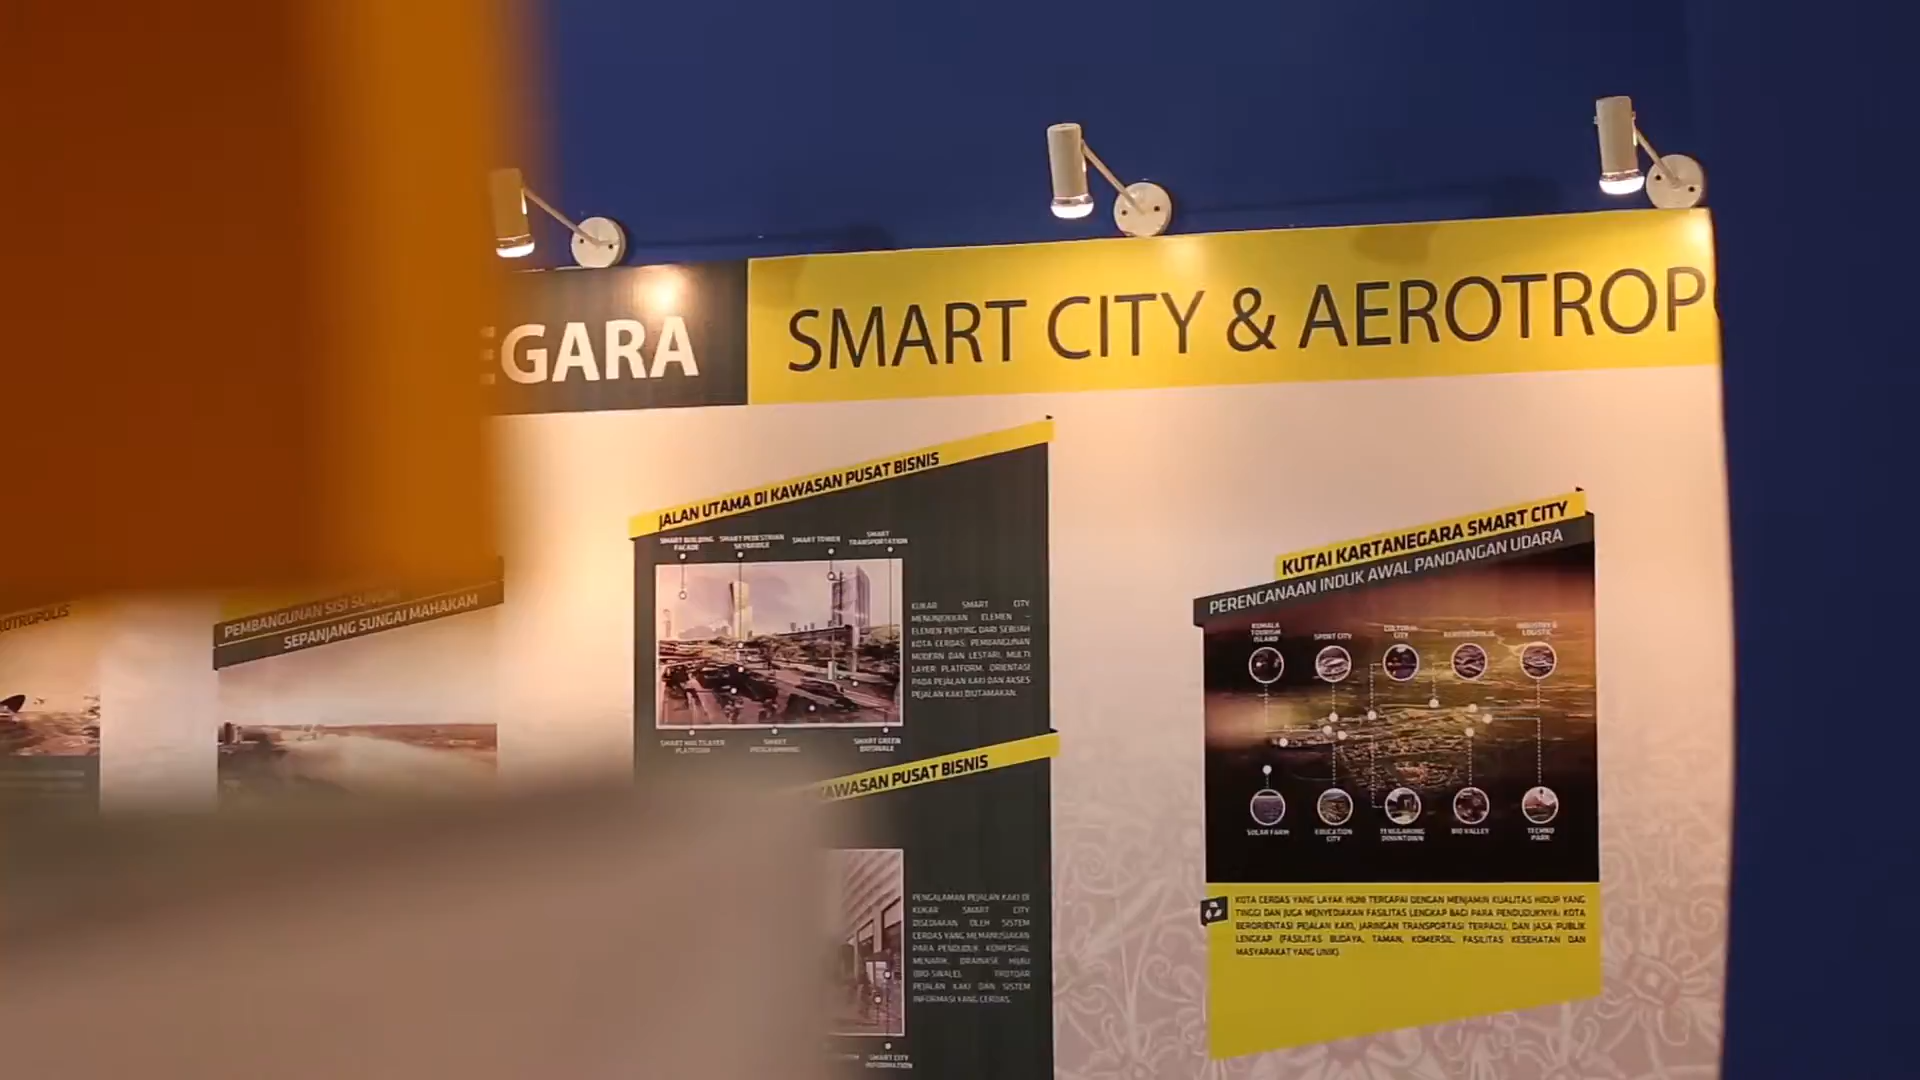 EGARA
SMART CITY & AEROTROP
JALAN UTAMA DI KAWASAN PUSAT BISNIS
SMART BUILDING
FACADE
SMART PEDESTRIAN
SKYBRIDGE
SMART TOWER
SMART
TRANSPORTATION
KUKAR SMART CITY
MENUNJUKKAN ELEMEN –
ELEMEN PENTING DARI SEBUAH
KOTA CERDAS; PEMBANGUNAN
MODERN DAN LESTARI, MULTI
LAYER PLATFORM, ORIENTASI
PADA PEJALAN KAKI DAN AKSES
PEJALAN KAKI DIUTAMAKAN.
SMART MULTILAYER
PLATFORM
SMART
PROGRAMMING
SMART GREEN
BIOSWALE
KAWASAN PUSAT BISNIS
PENGALAMAN PEJALAN KAKI DI
KUKAR SMART CITY
DISEDIAKAN OLEH SISTEM
CERDAS YANG MEMANUSIAKAN
PARA PENDUDUK. KOMERSIAL
MENARIK, DRAINASE HIJAU
(BIO-SWALE), TROTOAR
PEJALAN KAKI DAN SISTEM
INFORMASI YANG CERDAS.
SMART CITY
INFORMATION
PEMBANGUNAN SISI SUNGAI
SEPANJANG SUNGAI MAHAKAM
ROTROPOLIS
KUTAI KARTANEGARA SMART CITY
PERENCANAAN INDUK AWAL PANDANGAN UDARA
KUMALA
TOURISM
ISLAND
SPORT CITY
CULTURAL
CITY
AEROTROPOLIS
INDUSTRY &
LOGISTIC
SOLAR FARM
EDUCATION
CITY
TENGGARONG
DOWNTOWN
BIO VALLEY
TECHNO
PARK
KOTA CERDAS YANG LAYAK HUNI TERCAPAI DENGAN MENJAMIN KUALITAS HIDUP YANG
TINGGI DAN JUGA MENYEDIAKAN FASILITAS LENGKAP BAGI PARA PENDUDUKNYA: KOTA
BERORIENTASI PEJALAN KAKI, JARINGAN TRANSPORTASI TERPADU, DAN JASA PUBLIK
LENGKAP (FASILITAS BUDAYA, TAMAN, KOMERSIL, FASILITAS KESEHATAN DAN
MASYARAKAT YANG UNIK).